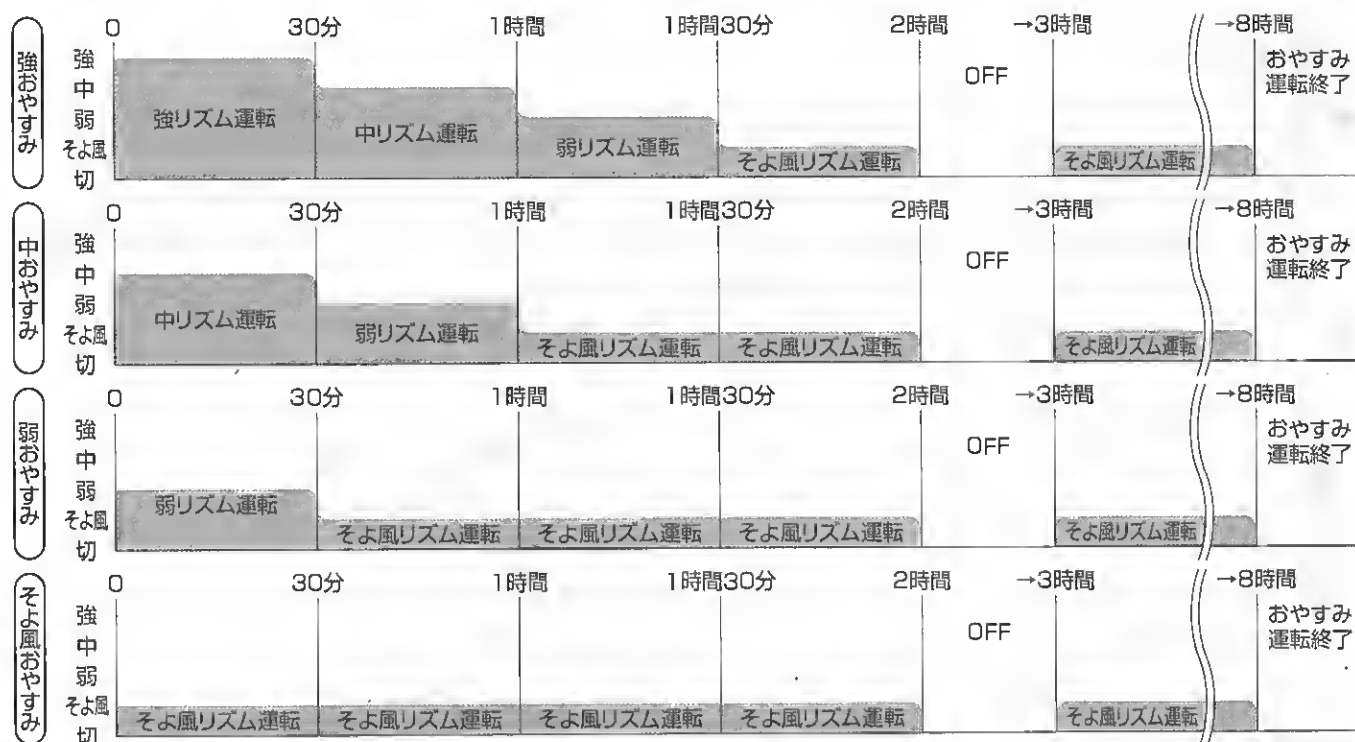 強おやすみ
0 30分 1時間 1時間30分 2時間 →3時間 →8時間
強
中
弱
そよ風
切
強リズム運転
中リズム運転
弱リズム運転
そよ風リズム運転
OFF
そよ風リズム運転
おやすみ
運転終了
中おやすみ
0 30分 1時間 1時間30分 2時間 →3時間 →8時間
強
中
弱
そよ風
切
中リズム運転
弱リズム運転
そよ風リズム運転
そよ風リズム運転
OFF
そよ風リズム運転
おやすみ
運転終了
弱おやすみ
0 30分 1時間 1時間30分 2時間 →3時間 →8時間
強
中
弱
そよ風
切
弱リズム運転
そよ風リズム運転
そよ風リズム運転
そよ風リズム運転
OFF
そよ風リズム運転
おやすみ
運転終了
そよ風おやすみ
0 30分 1時間 1時間30分 2時間 →3時間 →8時間
強
中
弱
そよ風
切
そよ風リズム運転
そよ風リズム運転
そよ風リズム運転
そよ風リズム運転
OFF
そよ風リズム運転
おやすみ
運転終了